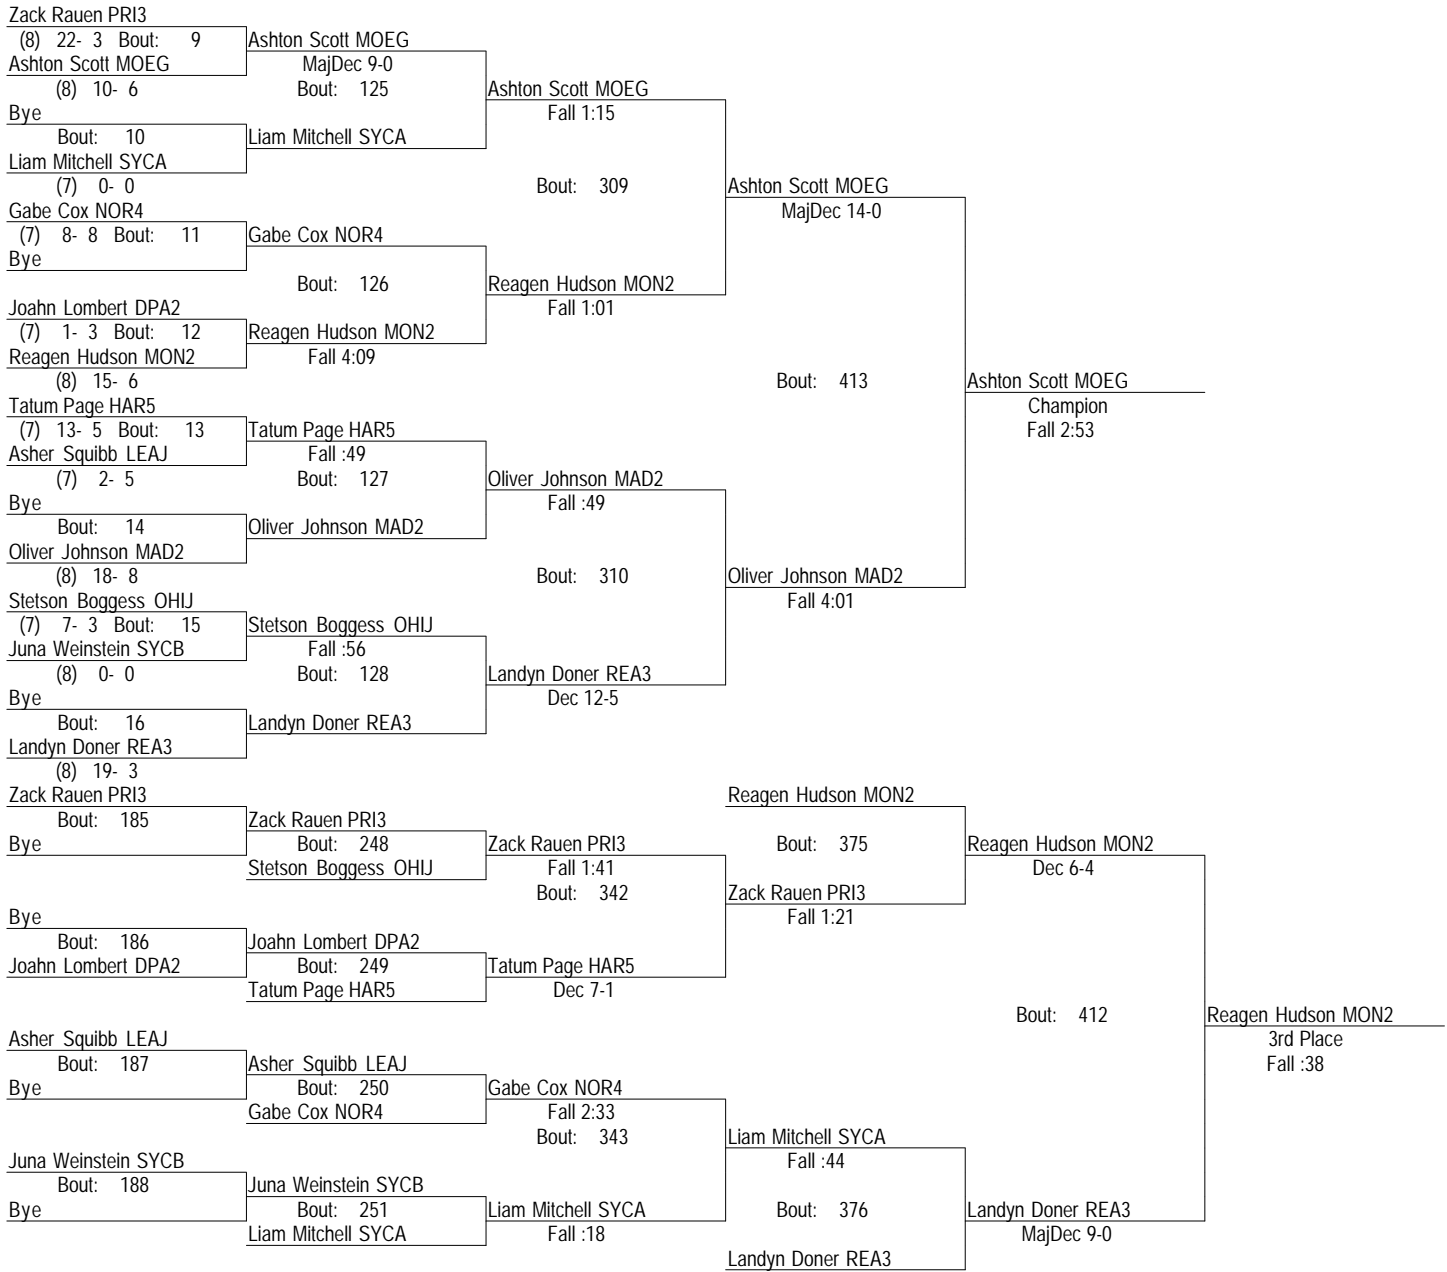 Zack Rauen PRI3
(8) 22- 3 Bout: 9 Ashton Scott MOEG
Ashton Scott MOEG MajDec 9-0
(8) 10- 6 Bout: 125 Ashton Scott MOEG
Bye Fall 1:15
Bout: 10 Liam Mitchell SYCA
Liam Mitchell SYCA
(7) 0- 0 Bout: 309 Ashton Scott MOEG
Gabe Cox NOR4 MajDec 14-0
(7) 8- 8 Bout: 11 Gabe Cox NOR4
Bye
Bout: 126 Reagen Hudson MON2
Joahn Lombert DPA2 Fall 1:01
(7) 1- 3 Bout: 12 Reagen Hudson MON2
Reagen Hudson MON2 Fall 4:09
(8) 15- 6 Bout: 413 Ashton Scott MOEG
Tatum Page HAR5 Champion
(7) 13- 5 Bout: 13 Tatum Page HAR5 Fall 2:53
Asher Squibb LEAJ Fall :49
(7) 2- 5 Bout: 127 Oliver Johnson MAD2
Bye Fall :49
Bout: 14 Oliver Johnson MAD2
Oliver Johnson MAD2
(8) 18- 8 Bout: 310 Oliver Johnson MAD2
Stetson Boggess OHIJ Fall 4:01
(7) 7- 3 Bout: 15 Stetson Boggess OHIJ
Juna Weinstein SYCB Fall :56
(8) 0- 0 Bout: 128 Landyn Doner REA3
Bye Dec 12-5
Bout: 16 Landyn Doner REA3
Landyn Doner REA3
(8) 19- 3
Zack Rauen PRI3 Reagen Hudson MON2
Bout: 185 Zack Rauen PRI3
Bye Bout: 248 Zack Rauen PRI3 Bout: 375 Reagen Hudson MON2
Stetson Boggess OHIJ Fall 1:41 Dec 6-4
Bout: 342 Zack Rauen PRI3
Bye Fall 1:21
Bout: 186 Joahn Lombert DPA2
Joahn Lombert DPA2 Bout: 249 Tatum Page HAR5
Tatum Page HAR5 Dec 7-1
Bout: 412 Reagen Hudson MON2
Asher Squibb LEAJ 3rd Place
Bout: 187 Asher Squibb LEAJ Fall :38
Bye Bout: 250 Gabe Cox NOR4
Gabe Cox NOR4 Fall 2:33
Bout: 343 Liam Mitchell SYCA
Juna Weinstein SYCB Fall :44
Bout: 188 Juna Weinstein SYCB
Bye Bout: 251 Liam Mitchell SYCA Bout: 376 Landyn Doner REA3
Liam Mitchell SYCA Fall :18 MajDec 9-0
Landyn Doner REA3